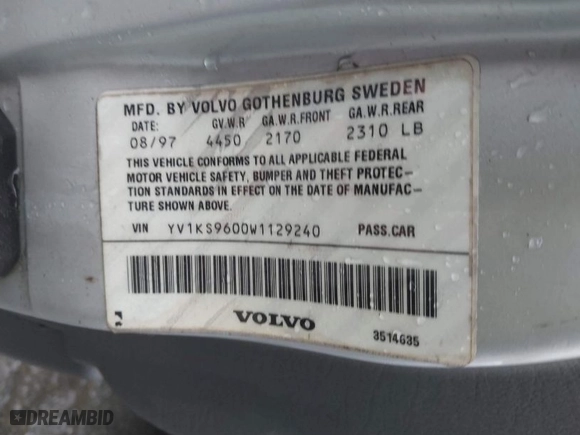 MFD. BY VOLVO GOTHENBURG SWEDEN
DATE: G.V.W.R GA.W.R.FRONT GA.W.R.REAR
08/97 4450 2170 2310 LB
THIS VEHICLE CONFORMS TO ALL APPLICABLE FEDERAL
MOTOR VEHICLE SAFETY, BUMPER AND THEFT PROTEC-
TION STANDARDS IN EFFECT ON THE DATE OF MANUFAC-
TURE SHOWN ABOVE.
VIN YV1KS9600W1129240 PASS.CAR
VOLVO
3514635
DREAMBID